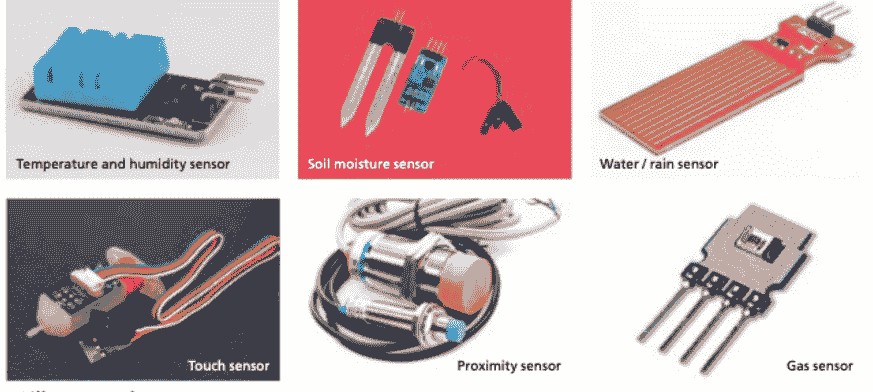 Temperature and humidity sensor
Soil moisture sensor
Water / rain sensor
Touch sensor
Proximity sensor
Gas sensor